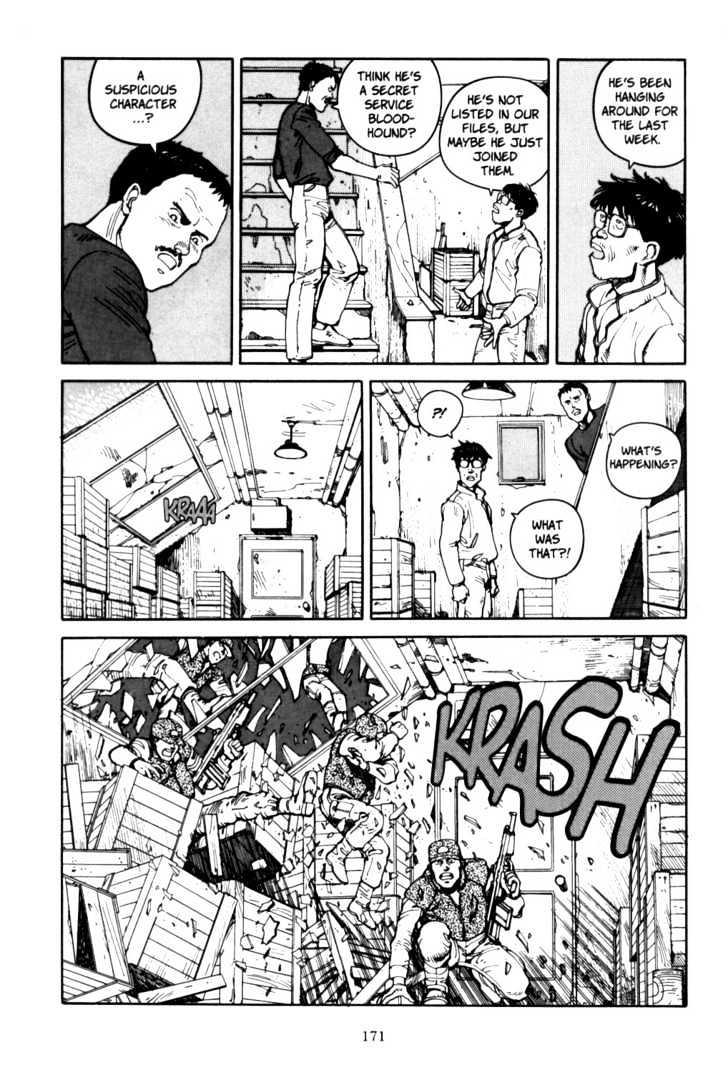 A
SUSPICIOUS
CHARACTER
...?
THINK HE'S
A SECRET
SERVICE
BLOOD-
HOUND?
HE'S NOT
LISTED IN OUR
FILES, BUT
MAYBE HE JUST
JOINED
THEM.
HE'S BEEN
HANGING
AROUND FOR
THE LAST
WEEK.
KRAAA
?!
WHAT'S
HAPPENING?
WHAT
WAS
THAT?!
KRASH
171